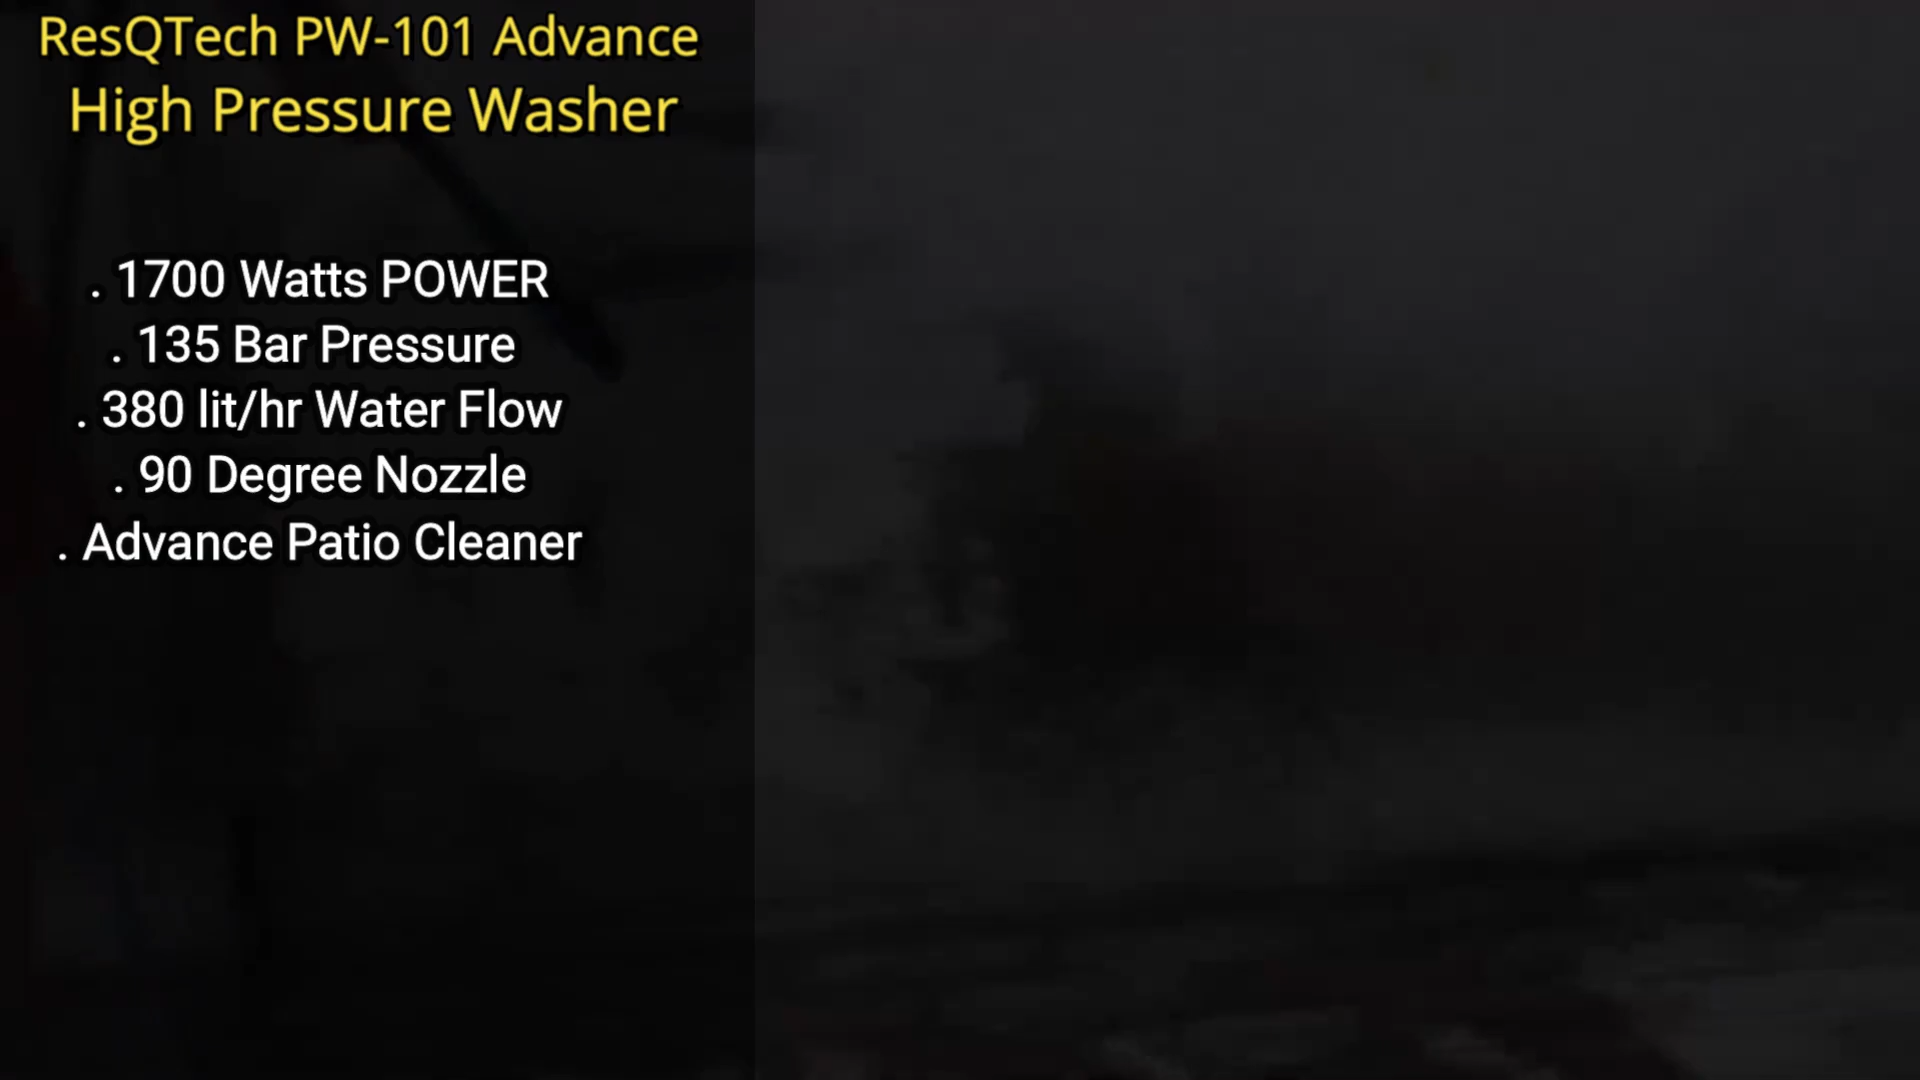 ResQTech PW-101 Advance
High Pressure Washer
. 1700 Watts POWER
. 135 Bar Pressure
. 380 lit/hr Water Flow
. 90 Degree Nozzle
. Advance Patio Cleaner